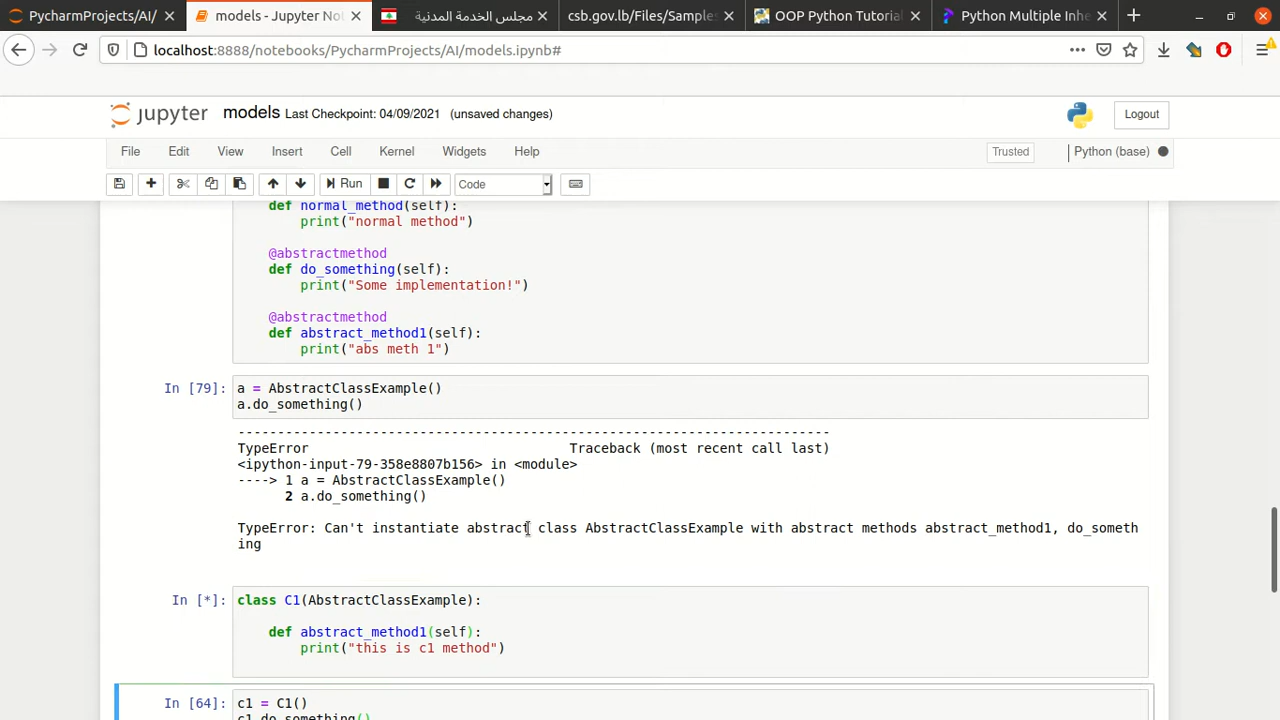 PycharmProjects/AI/
models - Jupyter Not
مجلس الخدمة المدنية
csb.gov.lb/Files/Samples
OOP Python Tutorial
Python Multiple Inhe
localhost:8888/notebooks/PycharmProjects/AI/models.ipynb#
jupyter models Last Checkpoint: 04/09/2021 (unsaved changes)
Logout
File Edit View Insert Cell Kernel Widgets Help
Trusted
Python (base)
Run
Code
def normal_method(self):
print("normal method")
@abstractmethod
def do_something(self):
print("Some implementation!")
@abstractmethod
def abstract_method1(self):
print("abs meth 1")
In [79]: a = AbstractClassExample()
a.do_something()
---------------------------------------------------------------------------
TypeError Traceback (most recent call last)
<ipython-input-79-358e8807b156> in <module>
----> 1 a = AbstractClassExample()
2 a.do_something()
TypeError: Can't instantiate abstract class AbstractClassExample with abstract methods abstract_method1, do_someth
ing
In [*]: class C1(AbstractClassExample):
def abstract_method1(self):
print("this is c1 method")
In [64]: c1 = C1()
c1.do_something()